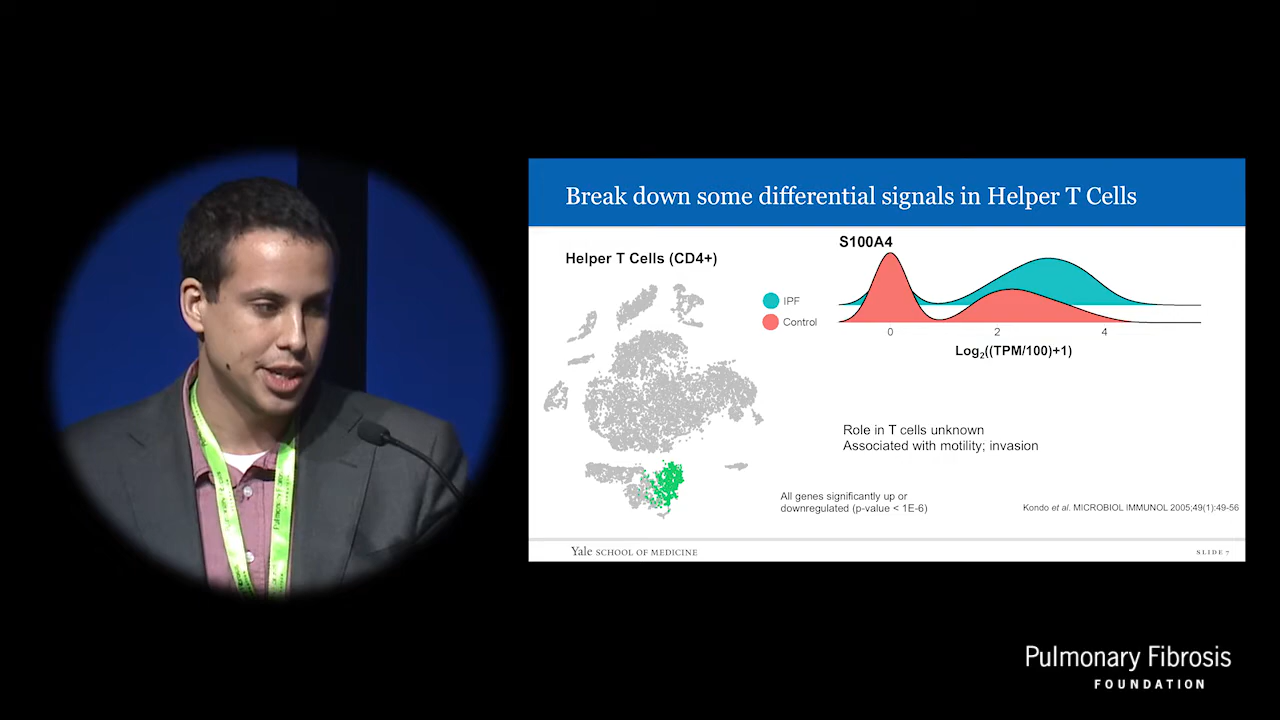 Break down some differential signals in Helper T Cells
Helper T Cells (CD4+)
S100A4
IPF
Control
0 2 4
Log₂((TPM/100)+1)
Role in T cells unknown
Associated with motility; invasion
All genes significantly up or
downregulated (p-value < 1E-6)
Kondo et al. MICROBIOL IMMUNOL 2005;49(1):49-56
Yale SCHOOL OF MEDICINE
SLIDE 7
Pulmonary Fibrosis
FOUNDATION